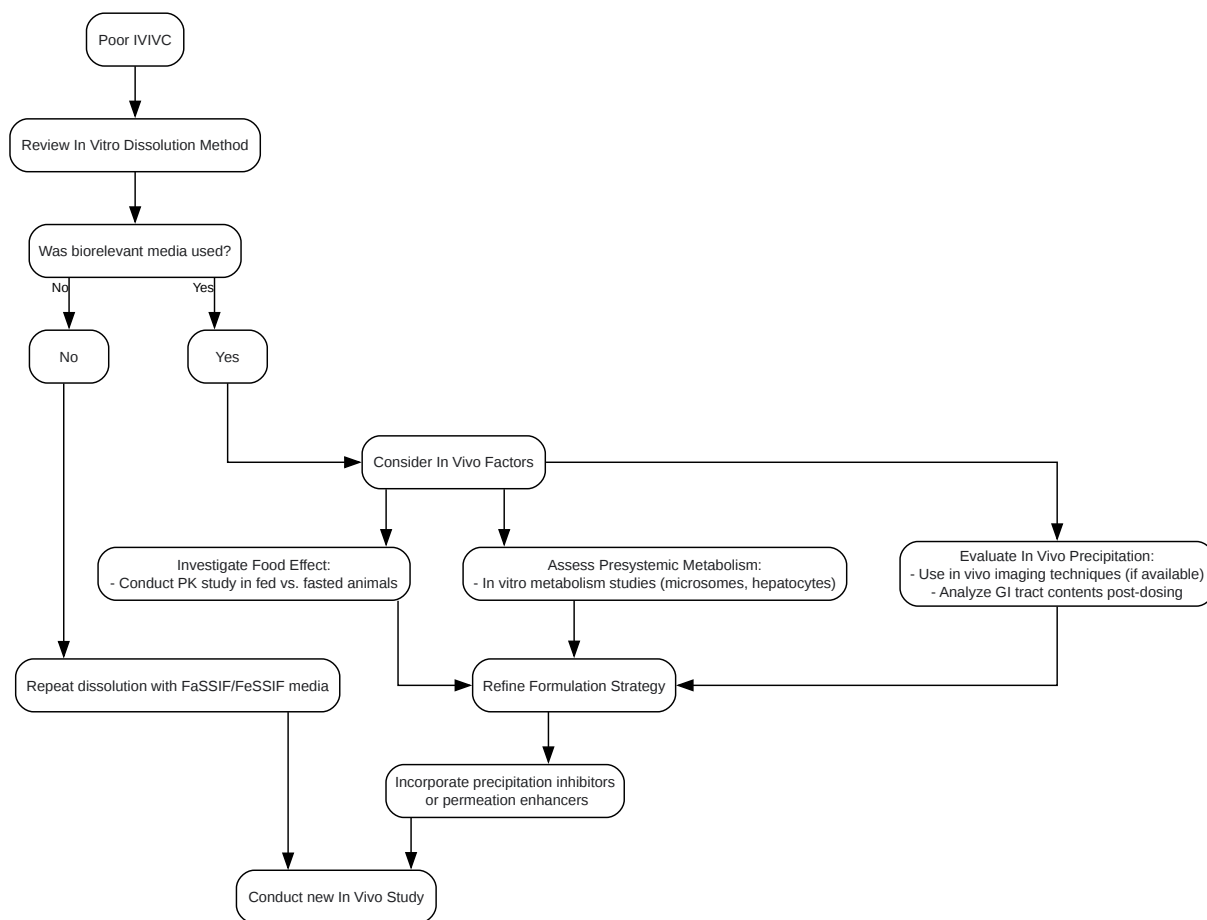 Poor IVIVC
Review In Vitro Dissolution Method
Was biorelevant media used?
No
Yes
No
Yes
Consider In Vivo Factors
Investigate Food Effect:
- Conduct PK study in fed vs. fasted animals
Assess Presystemic Metabolism:
- In vitro metabolism studies (microsomes, hepatocytes)
Evaluate In Vivo Precipitation:
- Use in vivo imaging techniques (if available)
- Analyze GI tract contents post-dosing
Repeat dissolution with FaSSIF/FeSSIF media
Refine Formulation Strategy
Incorporate precipitation inhibitors
or permeation enhancers
Conduct new In Vivo Study